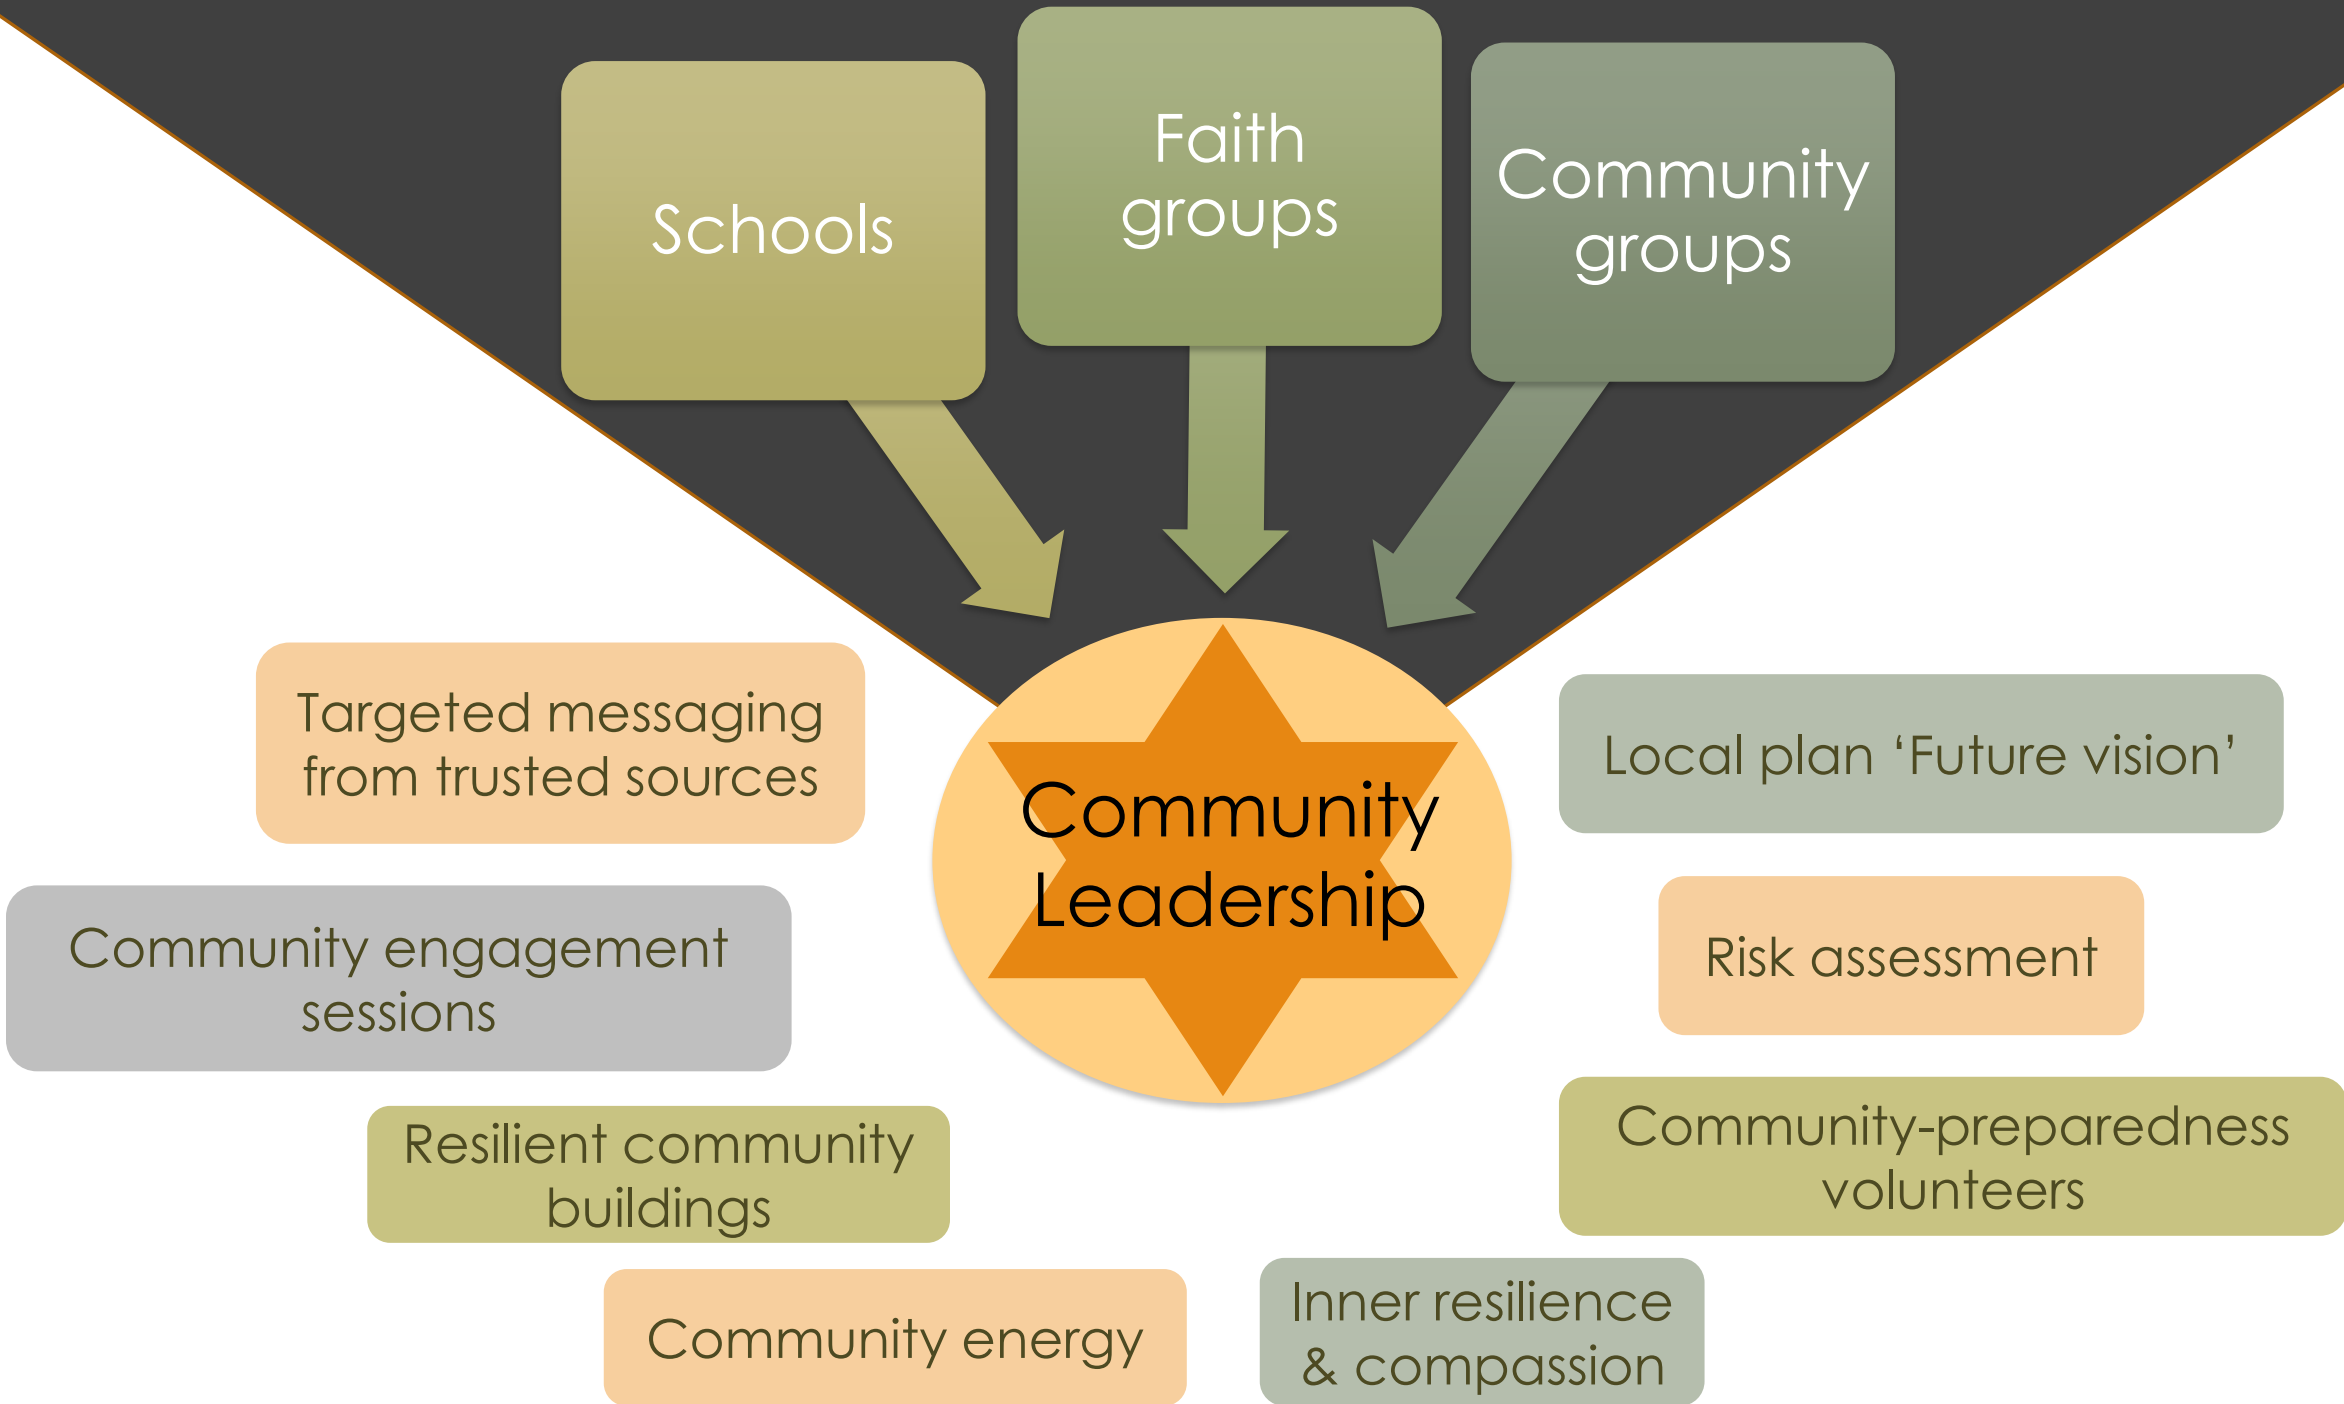 Schools
Faith
groups
Community
groups
Community
Leadership
Targeted messaging
from trusted sources
Community engagement
sessions
Resilient community
buildings
Community energy
Local plan ‘Future vision’
Risk assessment
Community-preparedness
volunteers
Inner resilience
& compassion